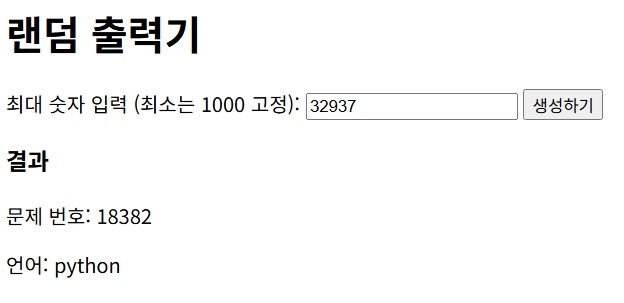 랜덤 출력기
최대 숫자 입력 (최소는 1000 고정): 32937 생성하기
결과
문제 번호: 18382
언어: python